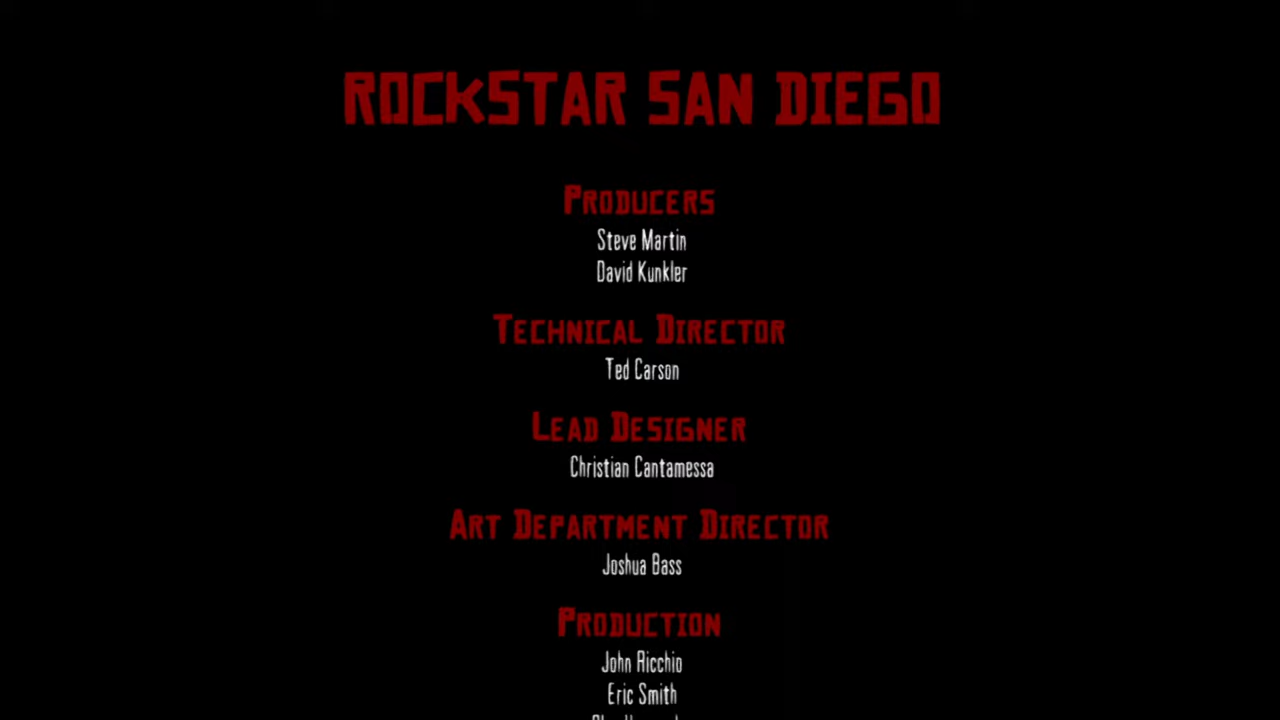 ROCKSTAR SAN DIEGO
PRODUCERS
Steve Martin
David Kunkler
TECHNICAL DIRECTOR
Ted Carson
LEAD DESIGNER
Christian Cantamessa
ART DEPARTMENT DIRECTOR
Joshua Bass
PRODUCTION
John Ricchio
Eric Smith